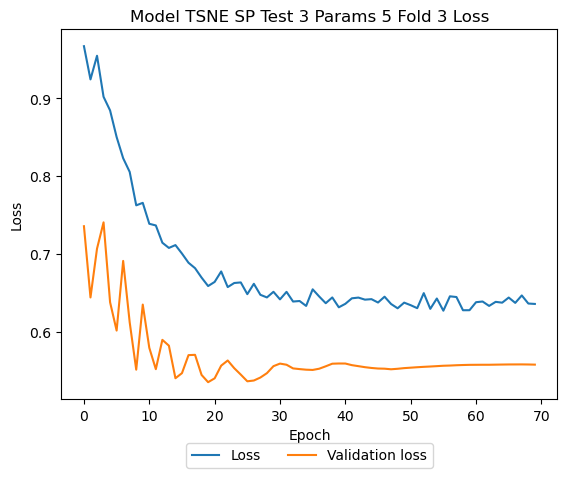 Model TSNE SP Test 3 Params 5 Fold 3 Loss
Loss
0.9
0.8
0.7
0.6
0 10 20 30 40 50 60 70
Epoch
Loss Validation loss